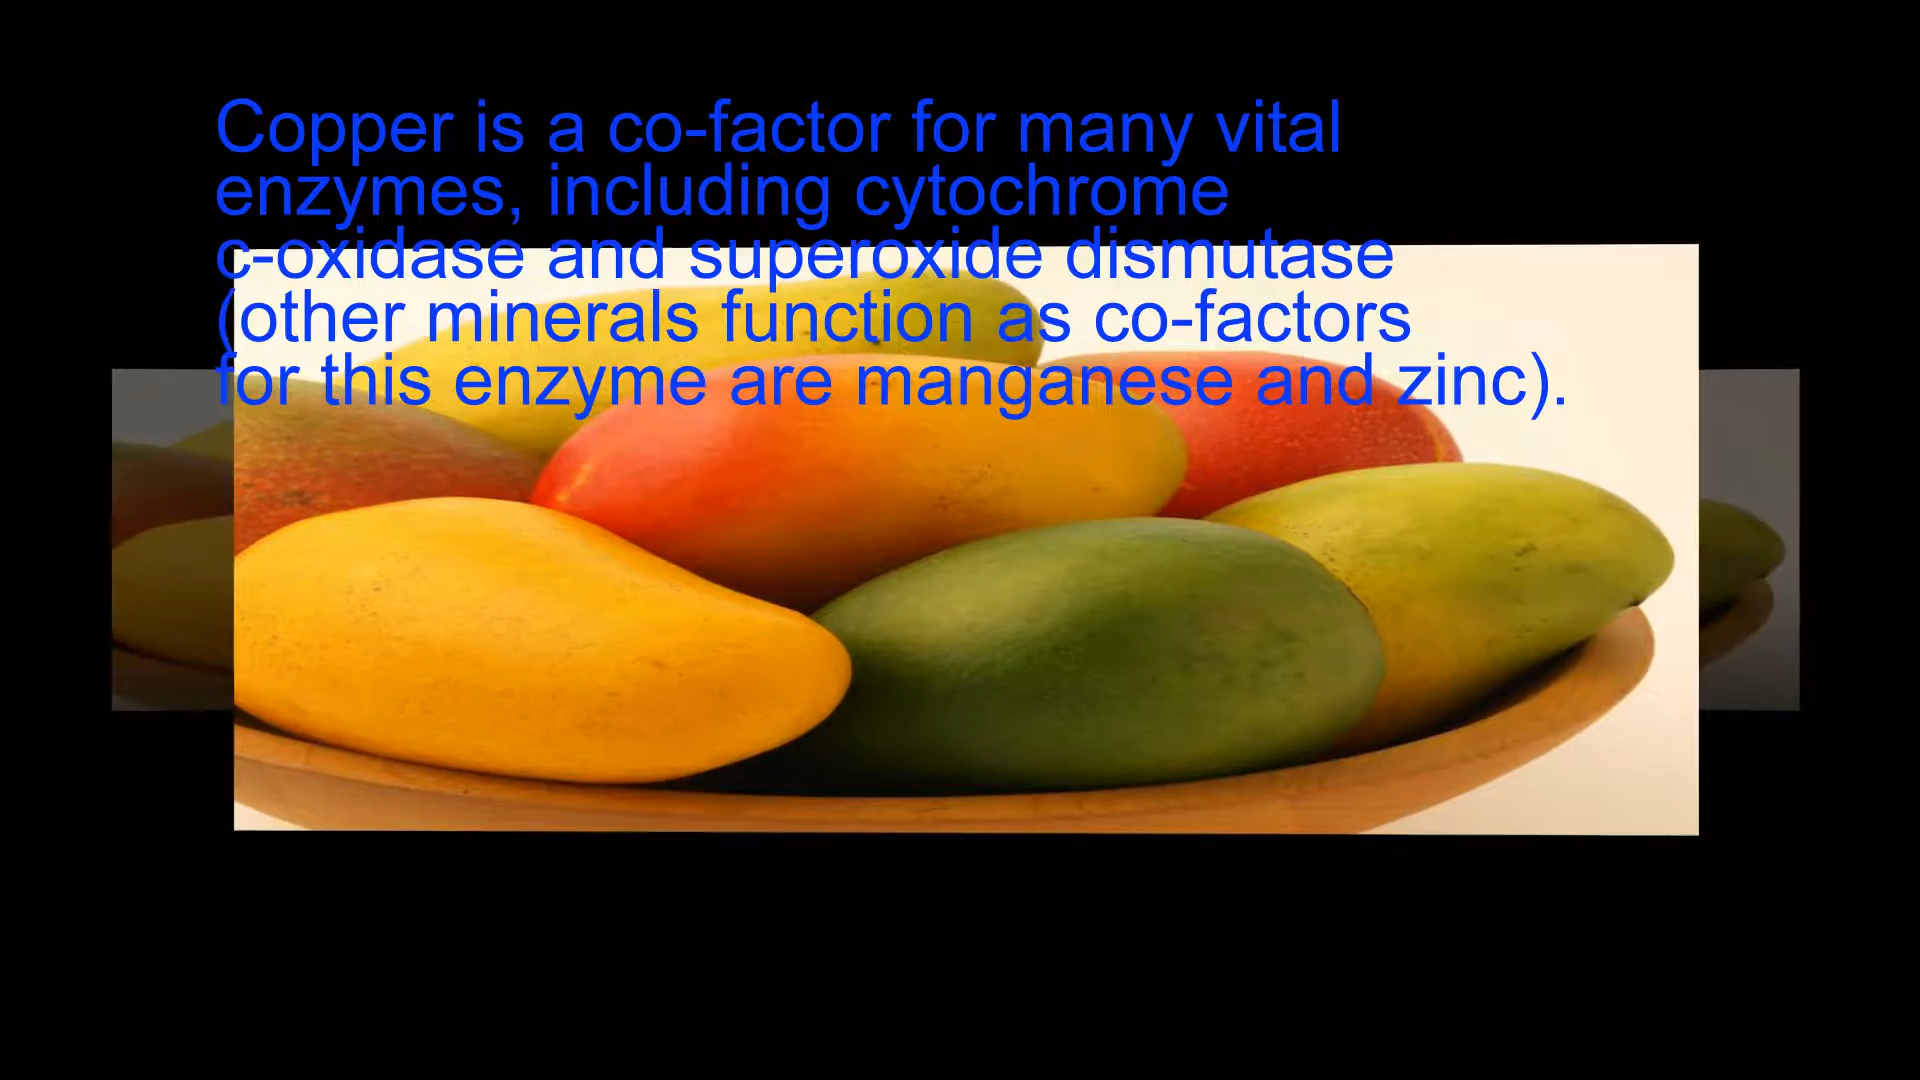 Copper is a co-factor for many vital
enzymes, including cytochrome
c-oxidase and superoxide dismutase
(other minerals function as co-factors
for this enzyme are manganese and zinc).